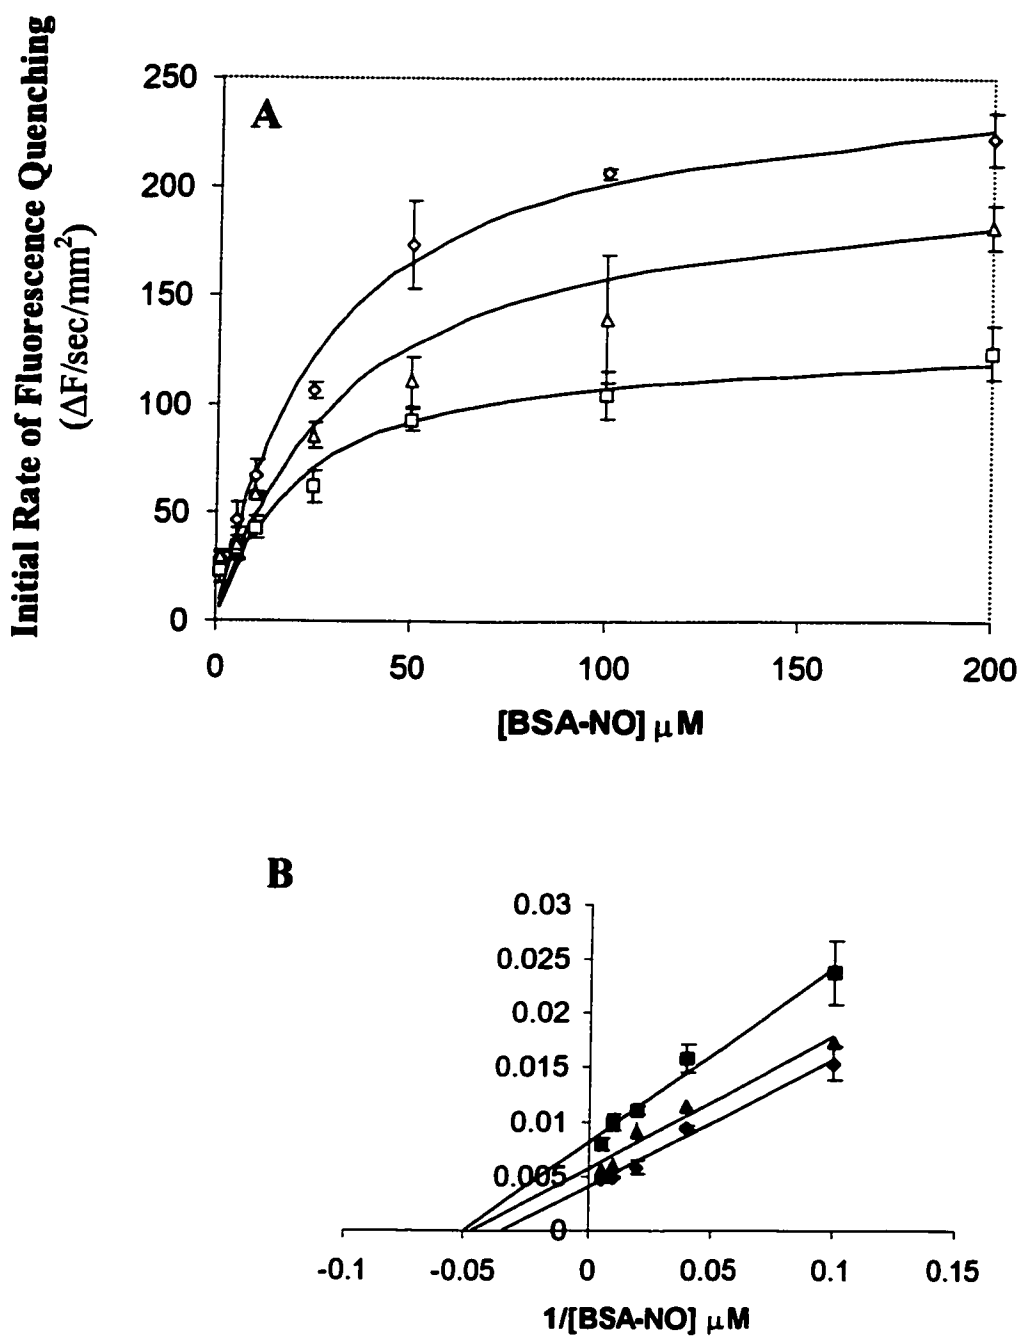 Initial Rate of Fluorescence Quenching
(ΔF/sec/mm²)
A
250
200
150
100
50
0
0 50 100 150 200
[BSA-NO] μM
B
0.03
0.025
0.02
0.015
0.01
0.005
0
-0.1 -0.05 0 0.05 0.1 0.15
1/[BSA-NO] μM